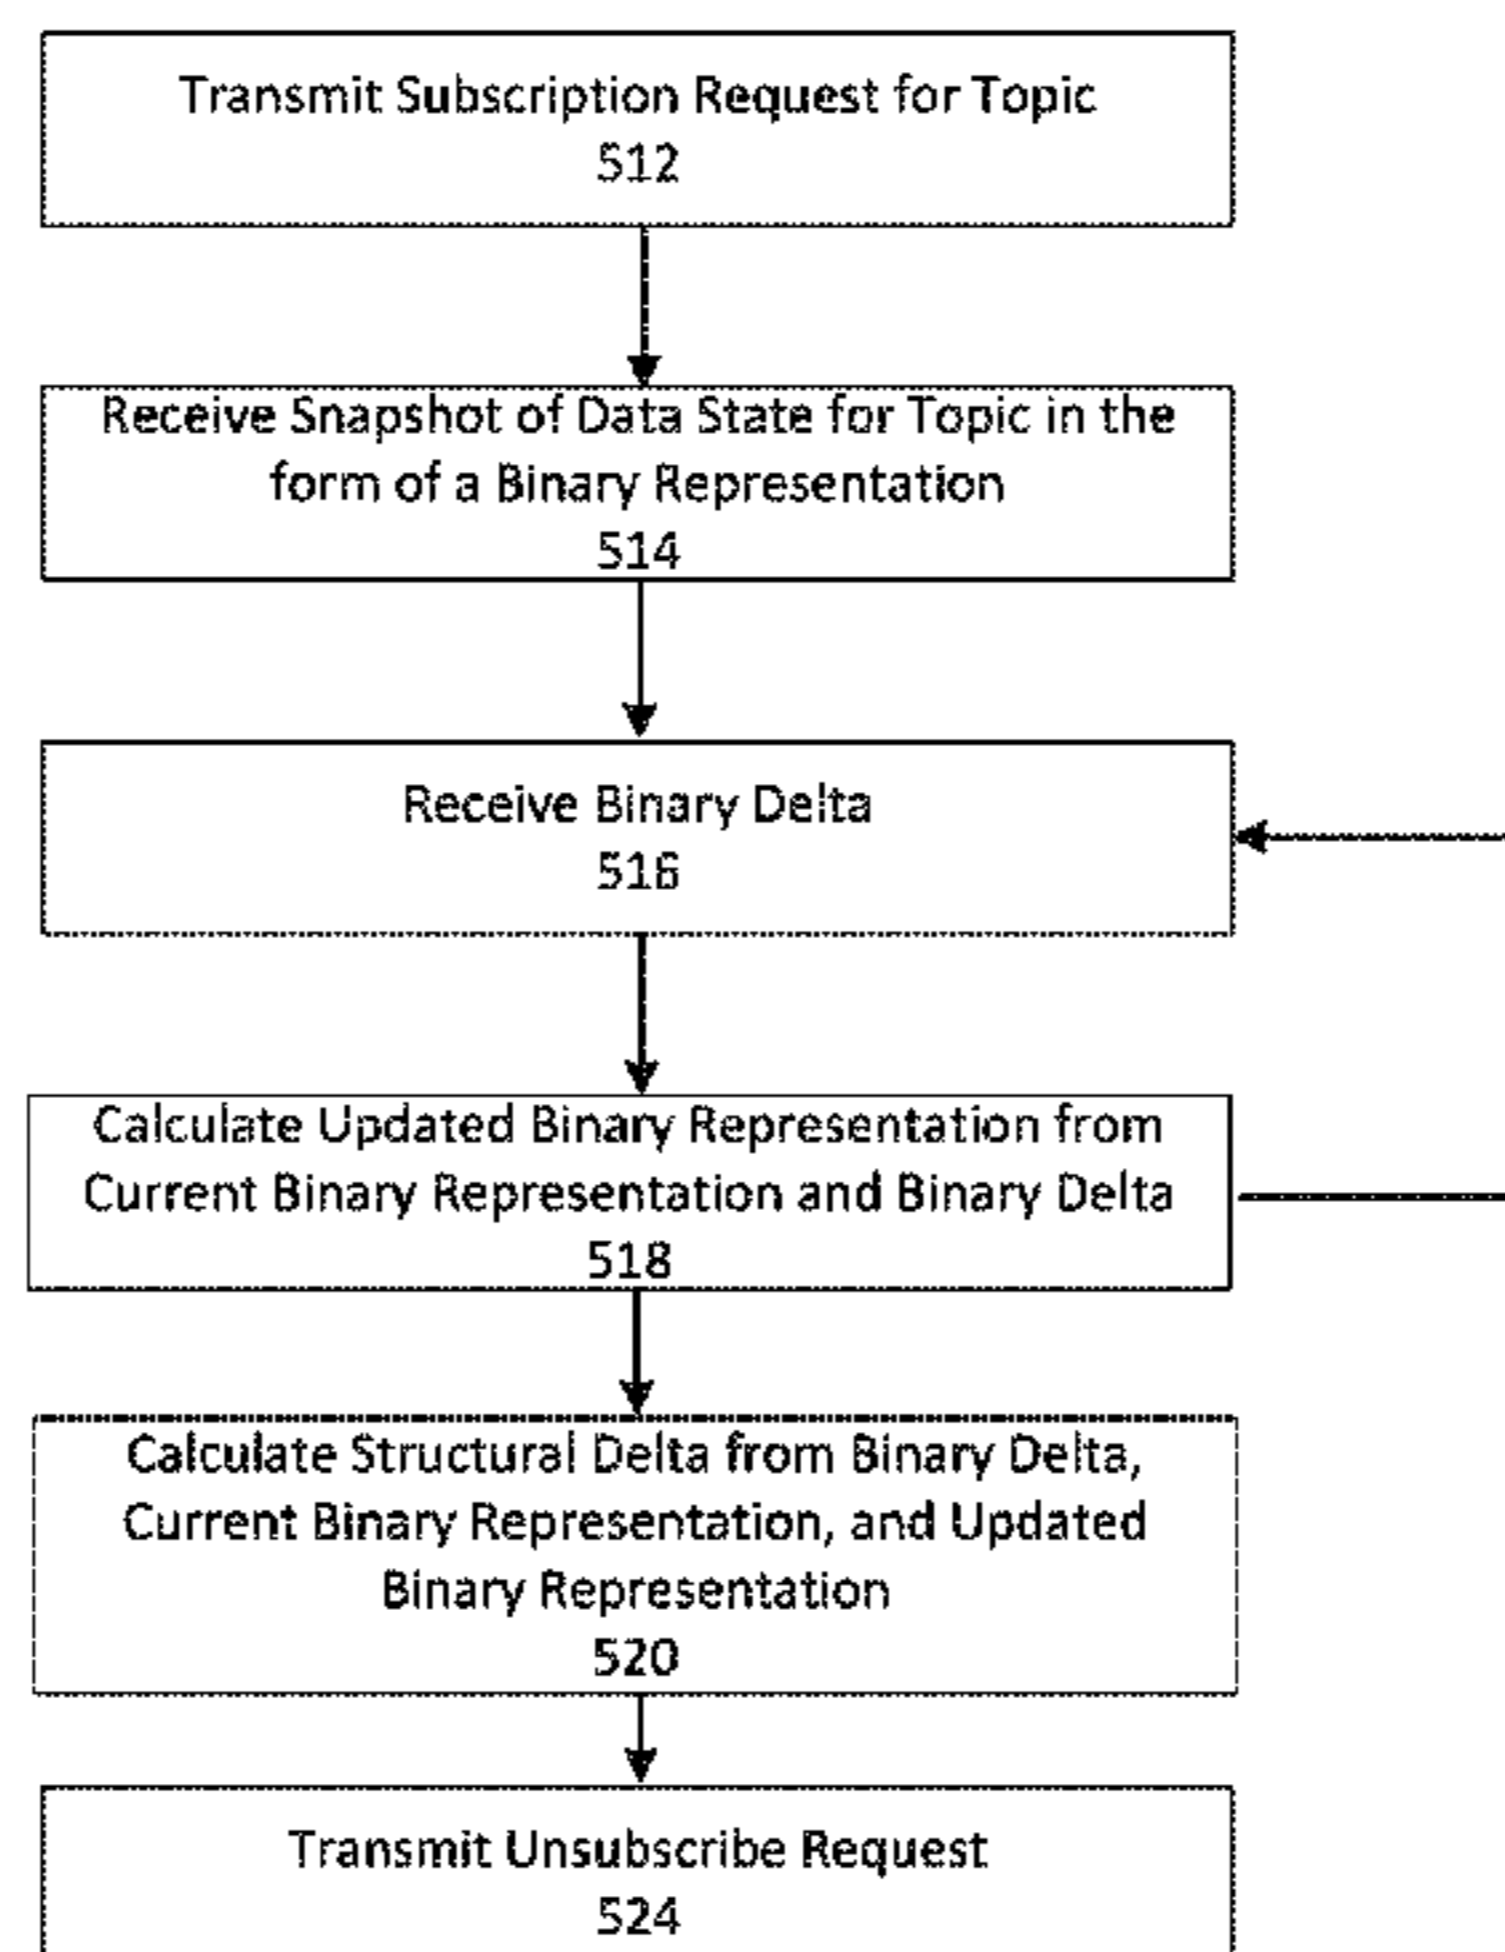 Transmit Subscription Request for Topic
512
Receive Snapshot of Data State for Topic in the
form of a Binary Representation
514
Receive Binary Delta
516
Calculate Updated Binary Representation from
Current Binary Representation and Binary Delta
518
Calculate Structural Delta from Binary Delta,
Current Binary Representation, and Updated
Binary Representation
520
Transmit Unsubscribe Request
524